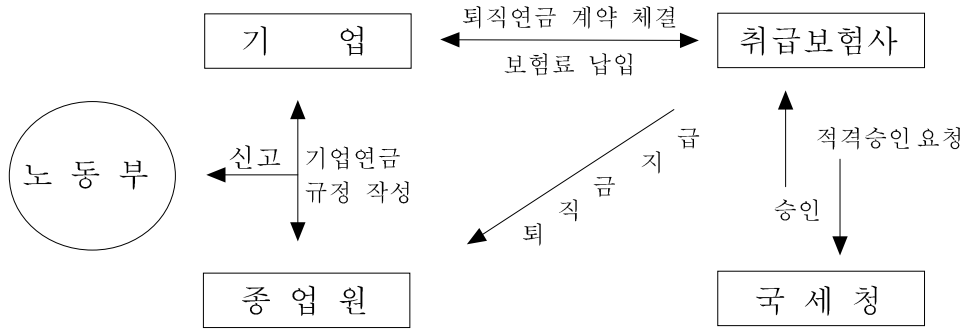 기 업
퇴직연금 계약 체결
보험료 납입
취급보험사
노 동 부
신고
기업연금
규정 작성
퇴 직 금 지 급
적격승인 요청
승인
종 업 원
국 세 청